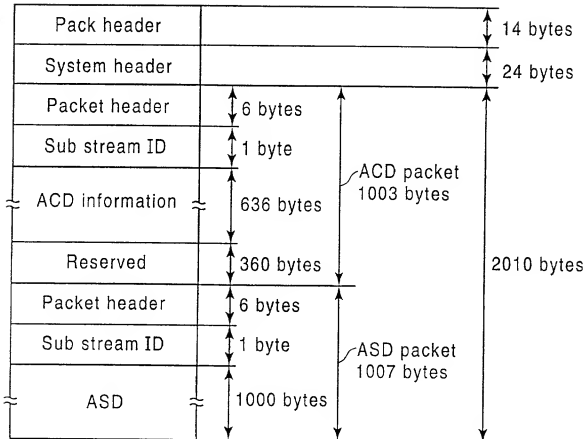 Pack header
14 bytes
System header
24 bytes
Packet header
6 bytes
Sub stream ID
1 byte
ACD packet
1003 bytes
ACD information
636 bytes
Reserved
360 bytes
2010 bytes
Packet header
6 bytes
Sub stream ID
1 byte
ASD packet
1007 bytes
ASD
1000 bytes